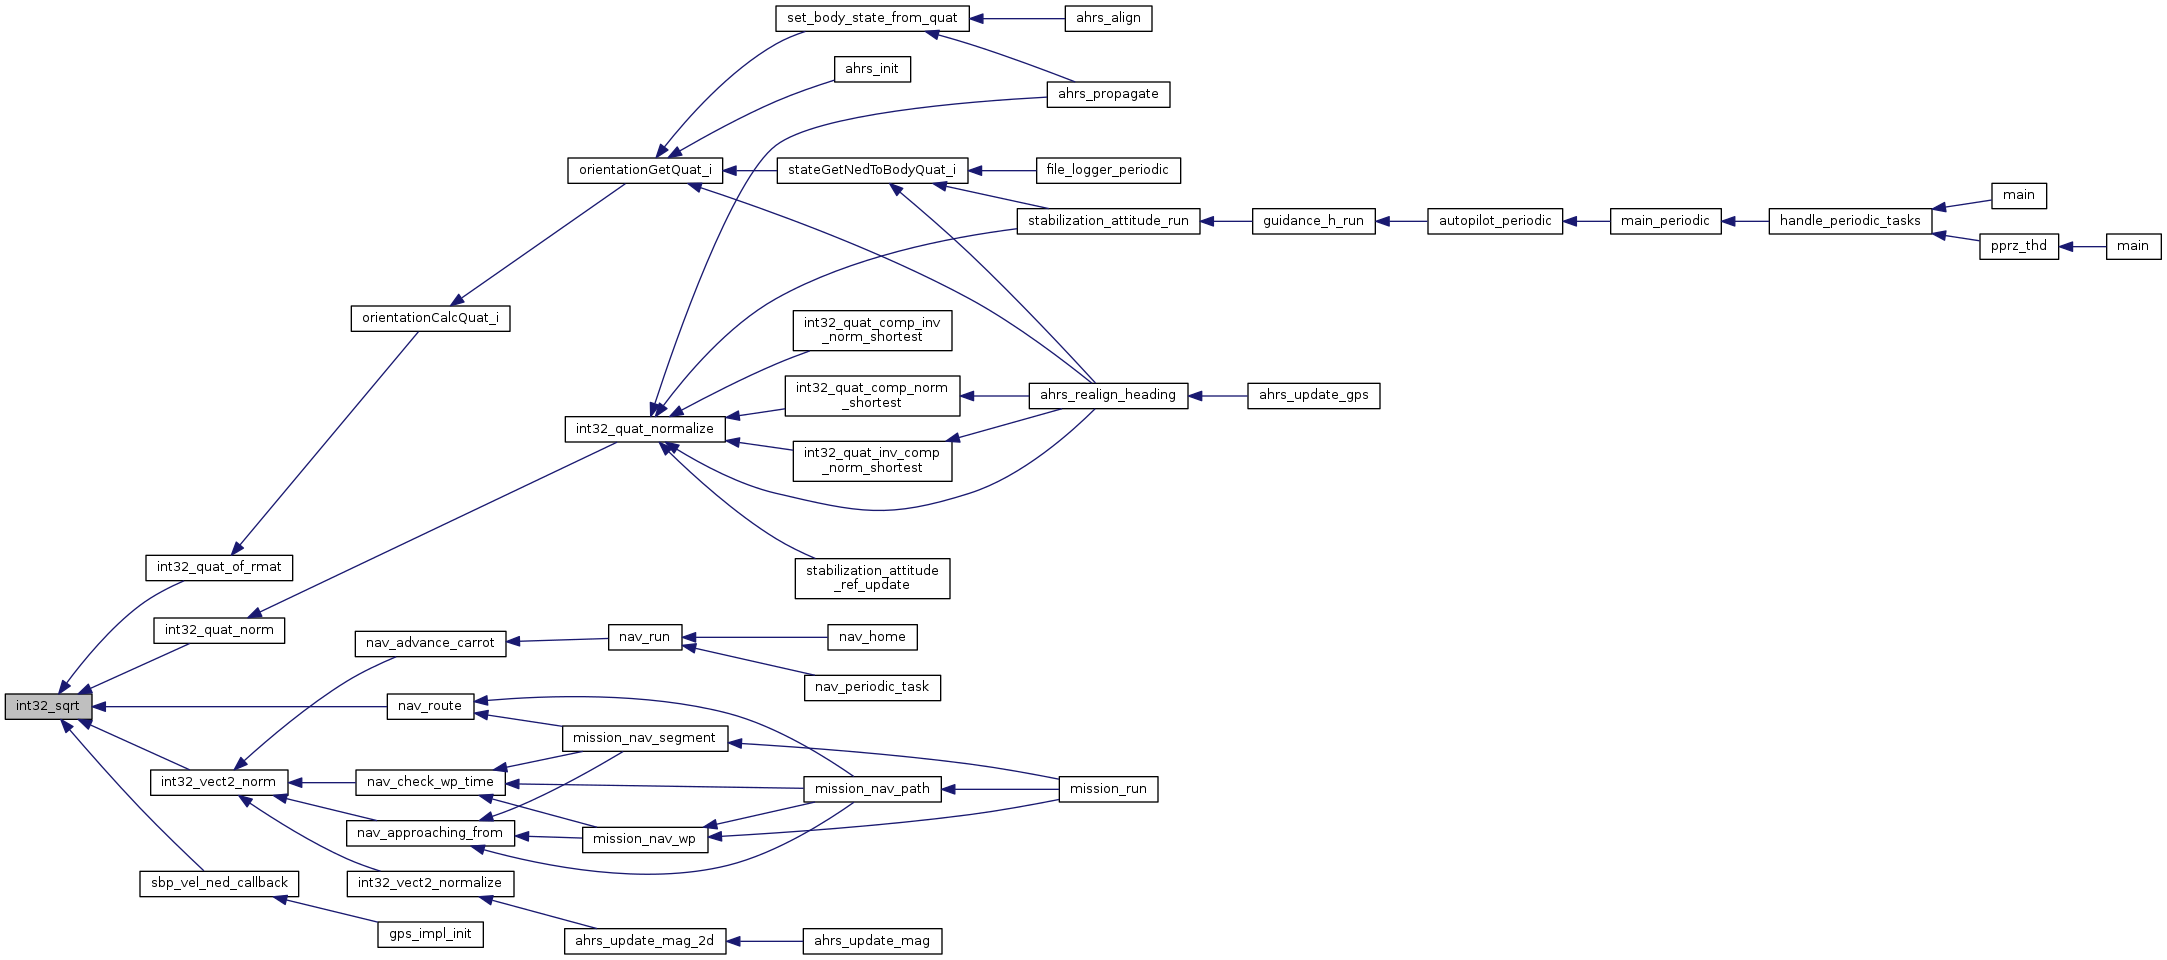 set_body_state_from_quat
ahrs_align
ahrs_init
ahrs_propagate
orientationGetQuat_i
stateGetNedToBodyQuat_i
file_logger_periodic
main
stabilization_attitude_run
guidance_h_run
autopilot_periodic
main_periodic
handle_periodic_tasks
pprz_thd
main
orientationCalcQuat_i
int32_quat_comp_inv
_norm_shortest
int32_quat_comp_norm
_shortest
ahrs_realign_heading
ahrs_update_gps
int32_quat_normalize
int32_quat_inv_comp
_norm_shortest
int32_quat_of_rmat
stabilization_attitude
_ref_update
int32_quat_norm
nav_advance_carrot
nav_run
nav_home
nav_periodic_task
int32_sqrt
nav_route
mission_nav_segment
int32_vect2_norm
nav_check_wp_time
mission_nav_path
mission_run
nav_approaching_from
mission_nav_wp
sbp_vel_ned_callback
int32_vect2_normalize
gps_impl_init
ahrs_update_mag_2d
ahrs_update_mag